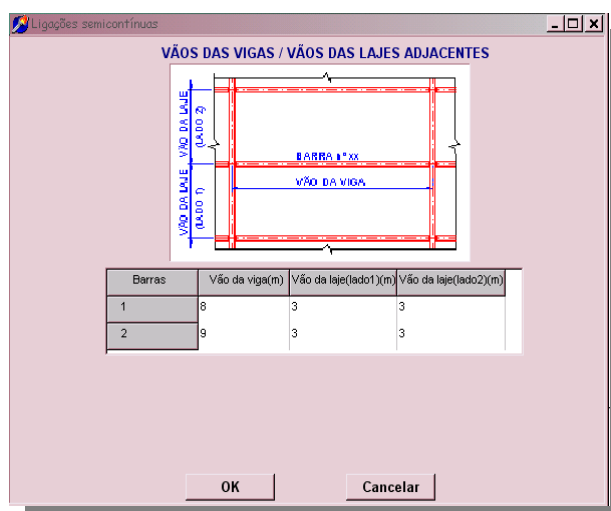 Ligações semicontínuas
VÃOS DAS VIGAS / VÃOS DAS LAJES ADJACENTES
VÃO DA LAJE
(LADO 2)
BARRA nº xx
VÃO DA VIGA
VÃO DA LAJE
(LADO 1)
Barras Vão da viga(m) Vão da laje(lado1)(m) Vão da laje(lado2)(m)
1 8 3 3
2 9 3 3
OK Cancelar